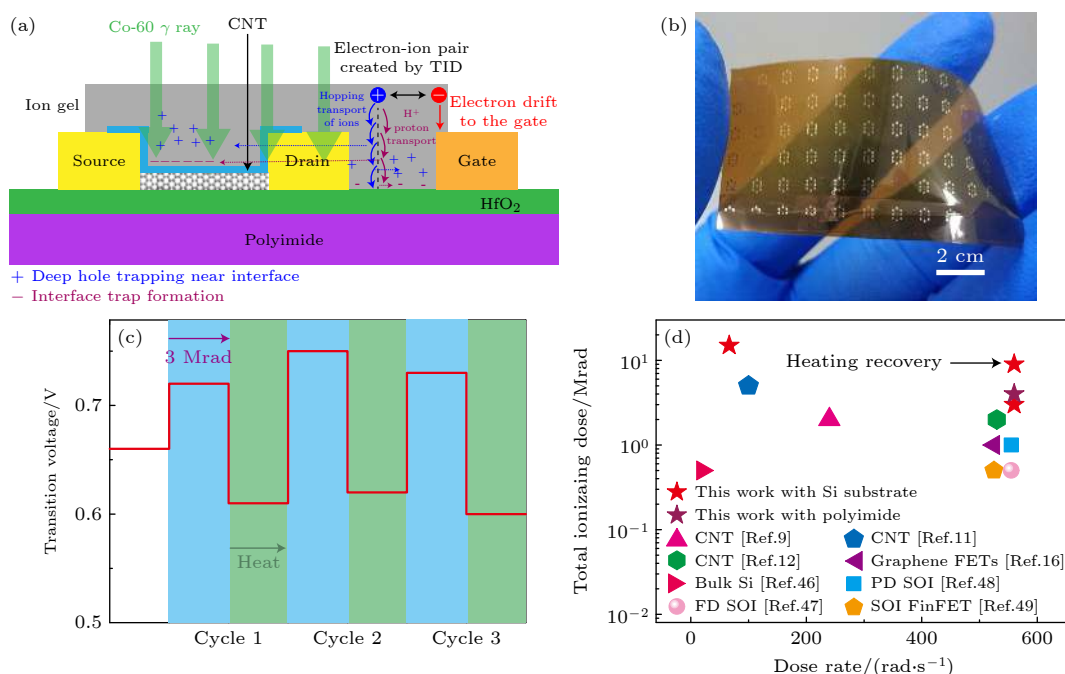 (a)
Co-60 γ ray
CNT
Electron-ion pair
created by TID
Ion gel
Hopping
transport
of ions
+
−
H+
proton
transport
Electron drift
to the gate
Source
Drain
Gate
HfO2
Polyimide
+ Deep hole trapping near interface
− Interface trap formation
(b)
2 cm
(c)
3 Mrad
Heat
Transition voltage/V
0.7
0.6
0.5
Cycle 1
Cycle 2
Cycle 3
(d)
Heating recovery
Total ionizaing dose/Mrad
10^1
10^0
10^−1
10^−2
This work with Si substrate
This work with polyimide
CNT [Ref.9]
CNT [Ref.11]
CNT [Ref.12]
Graphene FETs [Ref.16]
Bulk Si [Ref.46]
PD SOI [Ref.48]
FD SOI [Ref.47]
SOI FinFET [Ref.49]
0
200
400
600
Dose rate/(rad·s−1)